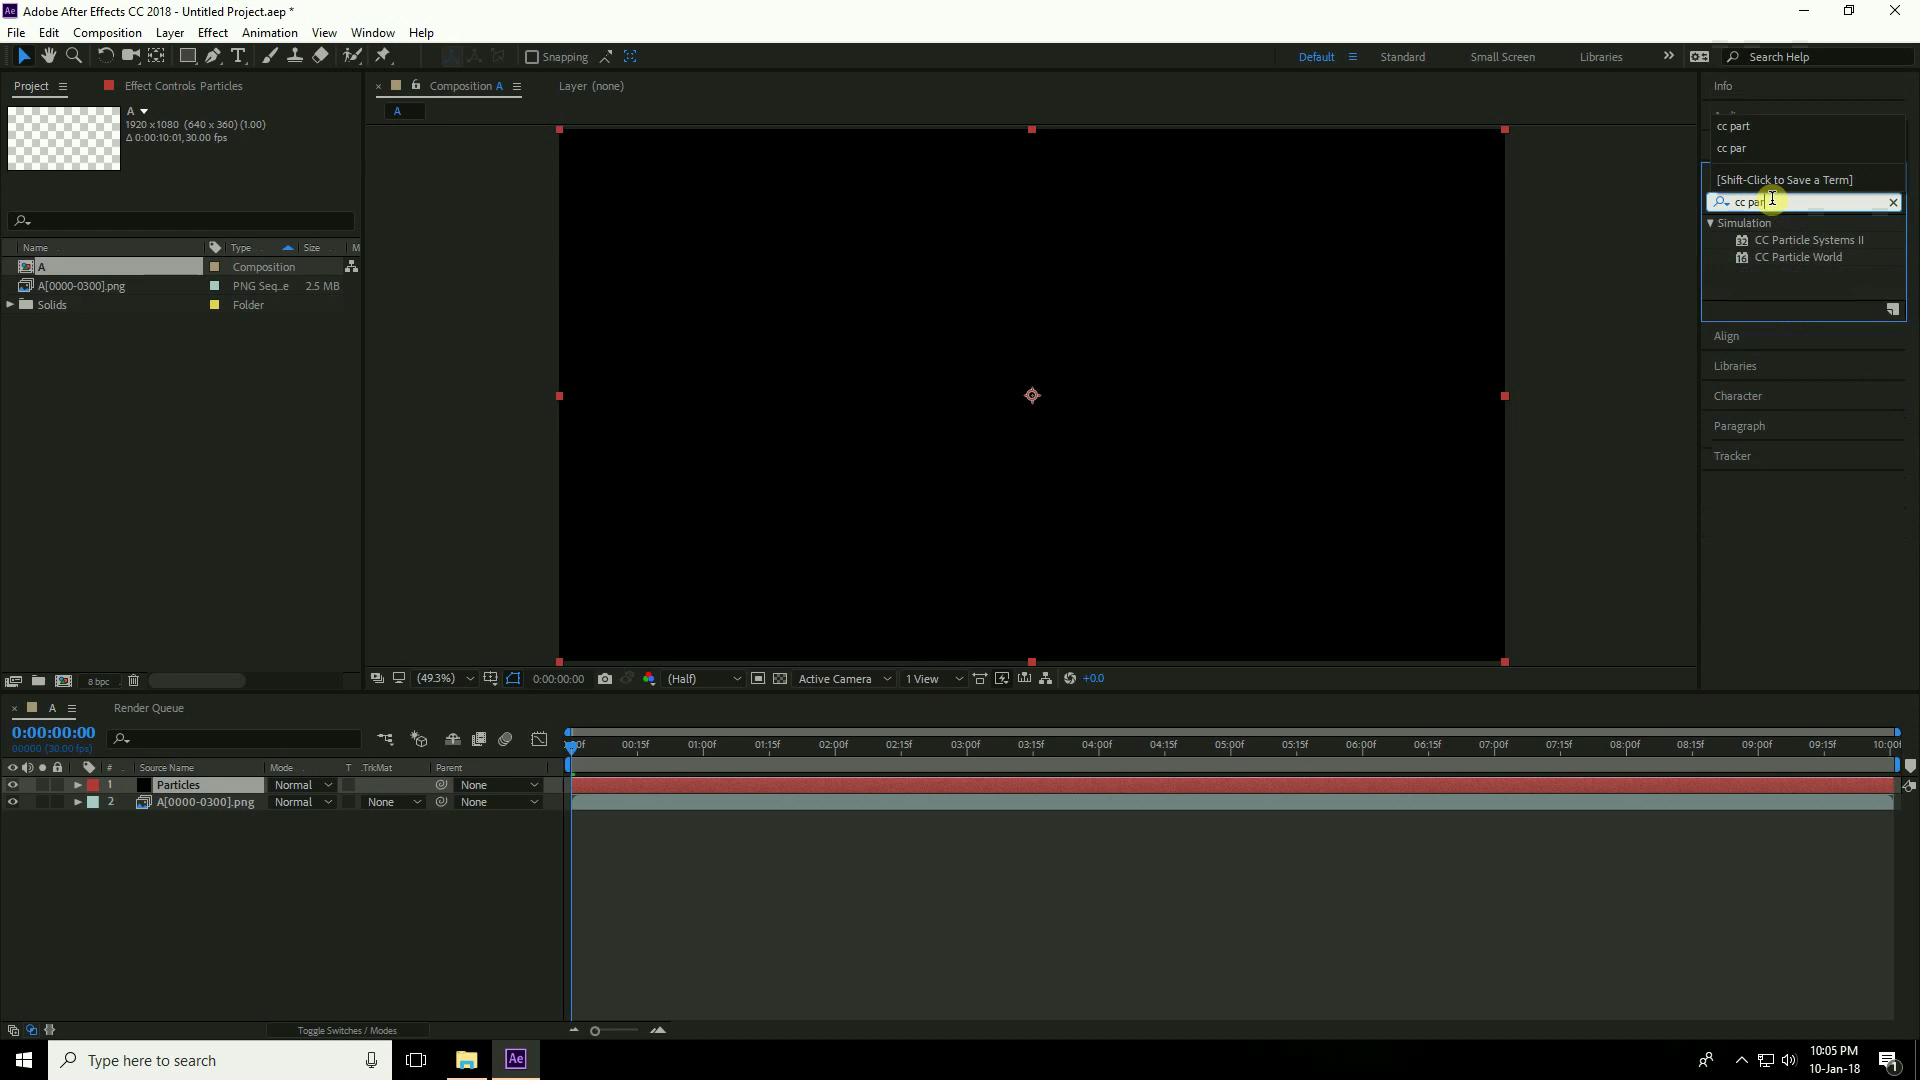 Adobe After Effects CC 2018 - Untitled Project.aep *
File Edit Composition Layer Effect Animation View Window Help
Snapping Default Standard Small Screen Libraries Search Help
Project Effect Controls Particles
Composition A Layer (none)
A
A
1920 x1080 (640 x 360) (1.00)
Δ 0:00:10:01, 30.00 fps
Name Type Size M
A Composition
A[0000-0300].png PNG Seq...e 2.5 MB
Solids Folder
8 bpc
(49.3%) 0:00:00:00 (Half) Active Camera 1 View +0.0
Info
cc part
cc par
[Shift-Click to Save a Term]
cc par
Simulation
32 CC Particle Systems II
16 CC Particle World
Align
Libraries
Character
Paragraph
Tracker
A Render Queue
0:00:00:00
00000 (30.00 fps)
00:15f 01:00f 01:15f 02:00f 02:15f 03:00f 03:15f 04:00f 04:15f 05:00f 05:15f 06:00f 06:15f 07:00f 07:15f 08:00f 08:15f 09:00f 09:15f 10:00f
# Source Name Mode T .TrkMat Parent
1 Particles Normal None
2 A[0000-0300].png Normal None None
Toggle Switches / Modes
Type here to search
Ae
10:05 PM
10-Jan-18
1